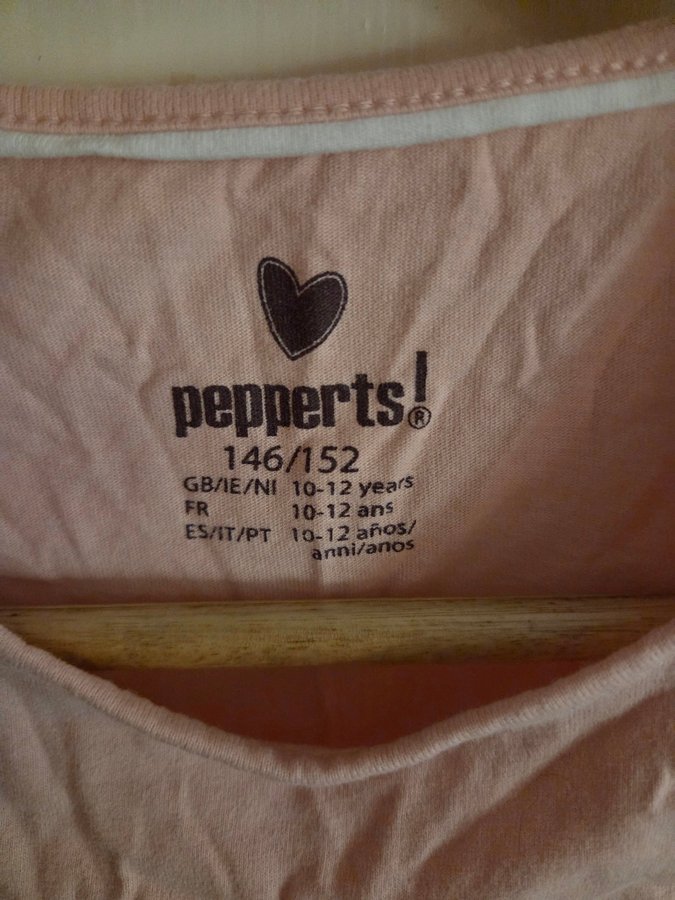 pepperts!®
146/152
GB/IE/NI 10-12 years
FR 10-12 ans
ES/IT/PT 10-12 años/
anni/anos